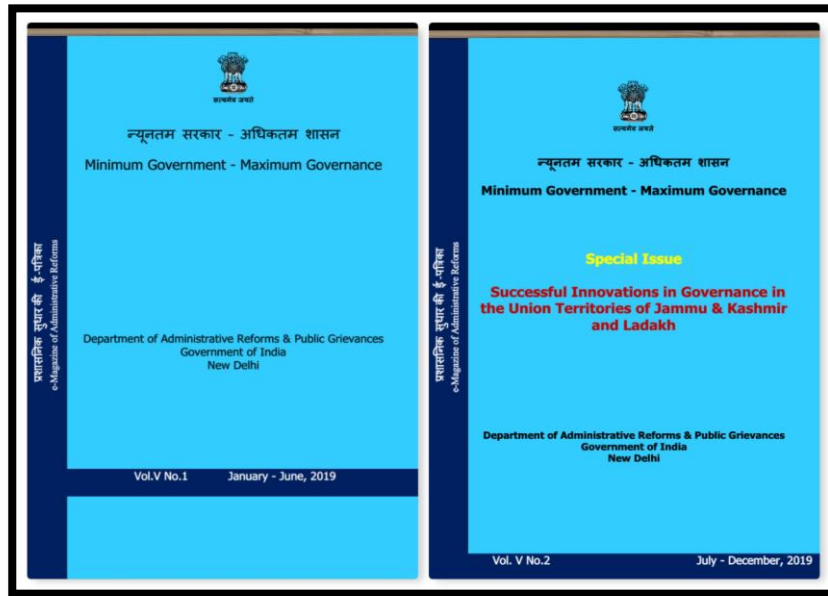 सत्यमेव जयते
न्यूनतम सरकार - अधिकतम शासन
Minimum Government - Maximum Governance
प्रशासनिक सुधार की ई-पत्रिका
e-Magazine of Administrative Reforms
Department of Administrative Reforms & Public Grievances
Government of India
New Delhi
Vol.V No.1 January - June, 2019
सत्यमेव जयते
न्यूनतम सरकार - अधिकतम शासन
Minimum Government - Maximum Governance
प्रशासनिक सुधार की ई-पत्रिका
e-Magazine of Administrative Reforms
Special Issue
Successful Innovations in Governance in
the Union Territories of Jammu & Kashmir
and Ladakh
Department of Administrative Reforms & Public Grievances
Government of India
New Delhi
Vol. V No.2 July - December, 2019